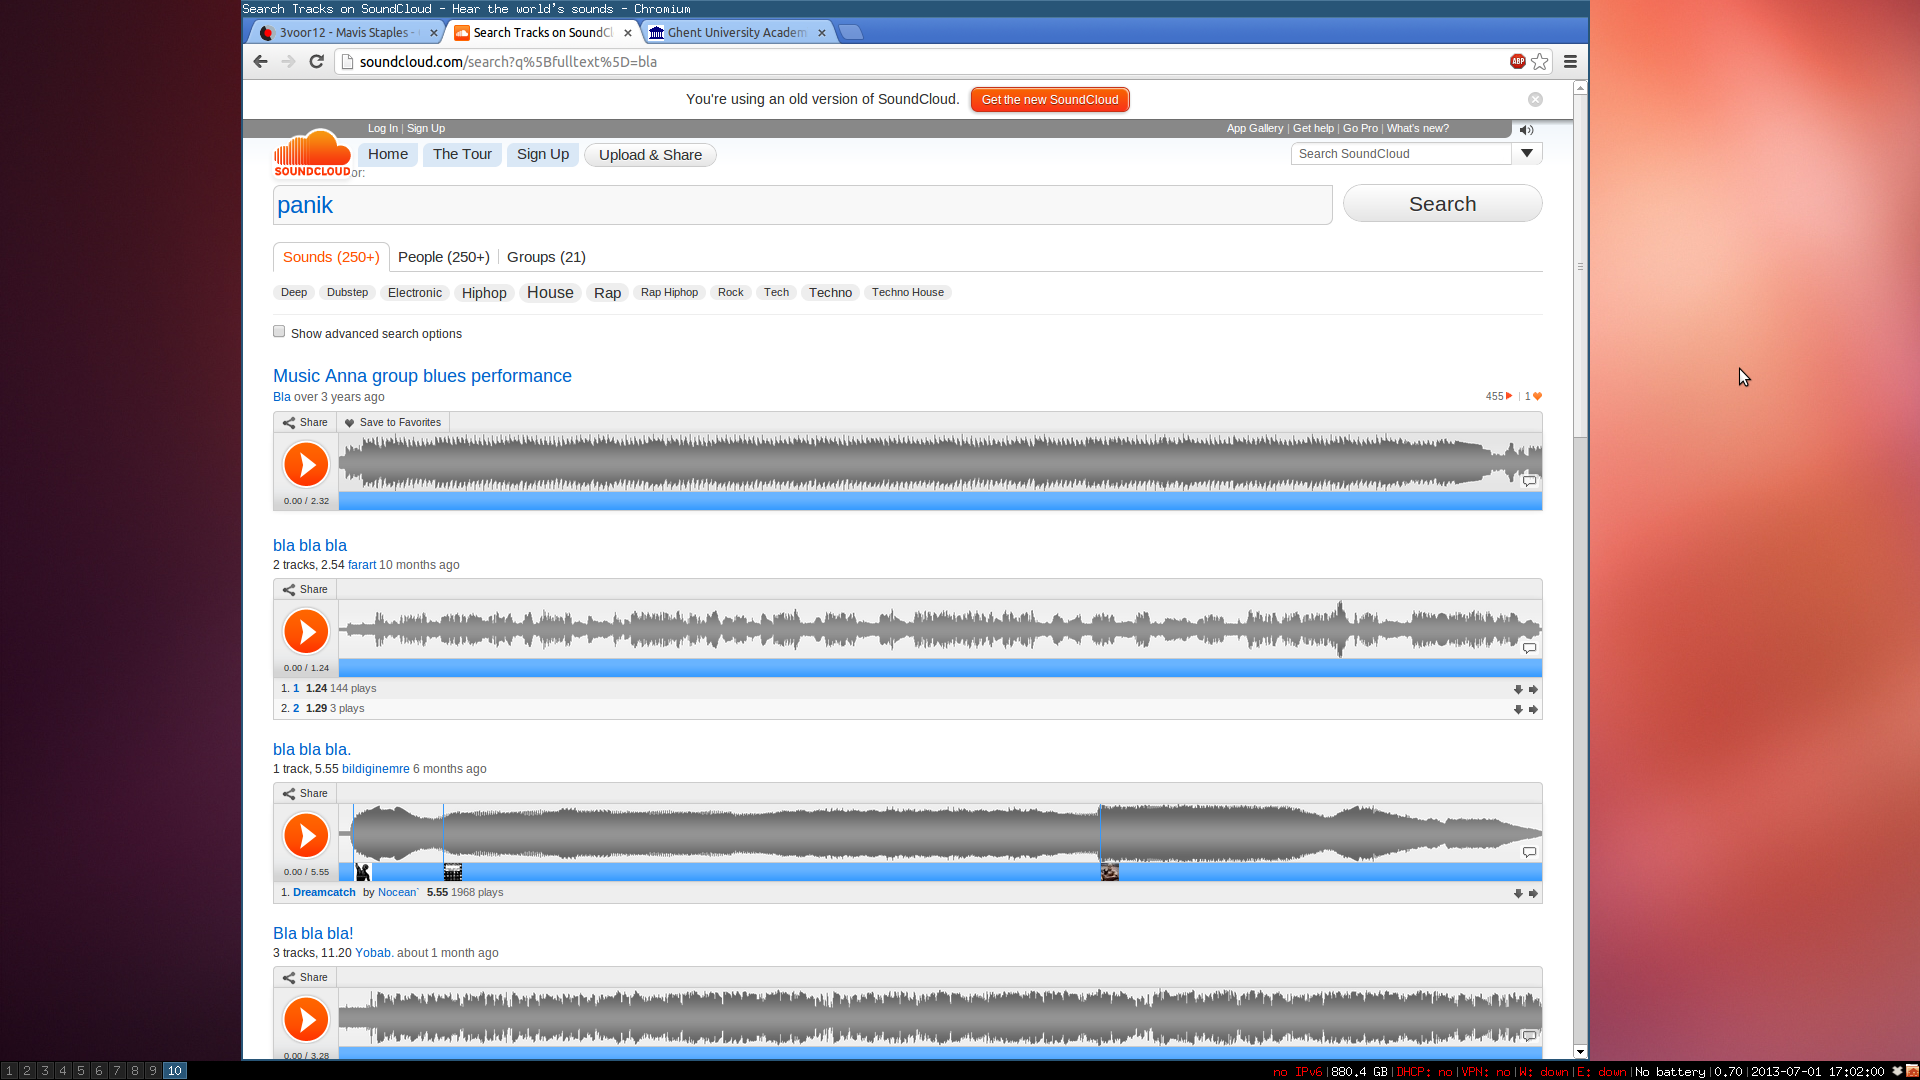 Search Tracks on SoundCloud - Hear the world's sounds - Chromium
3voor12 - Mavis Staples - Search Tracks on SoundCl Ghent University Academ
soundcloud.com/search?q%5Bfulltext%5D=bla ABP
You're using an old version of SoundCloud. Get the new SoundCloud
Log In | Sign Up App Gallery | Get help | Go Pro | What's new?
SOUNDCLOUD Home The Tour Sign Up Upload & Share Search SoundCloud
or:
panik Search
Sounds (250+) People (250+) Groups (21)
Deep Dubstep Electronic Hiphop House Rap Rap Hiphop Rock Tech Techno Techno House
Show advanced search options
Music Anna group blues performance
Bla over 3 years ago 455 | 1
Share Save to Favorites
0.00 / 2.32
bla bla bla
2 tracks, 2.54 farart 10 months ago
Share
0.00 / 1.24
1. 1 1.24 144 plays
2. 2 1.29 3 plays
bla bla bla.
1 track, 5.55 bildiginemre 6 months ago
Share
0.00 / 5.55
1. Dreamcatch by Nocean` 5.55 1968 plays
Bla bla bla!
3 tracks, 11.20 Yobab. about 1 month ago
Share
0.00 / 3.28
1 2 3 4 5 6 7 8 9 10 no IPv6|880.4 GB|DHCP: no|VPN: no|W: down|E: down|No battery|0.70|2013-07-01 17:02:00